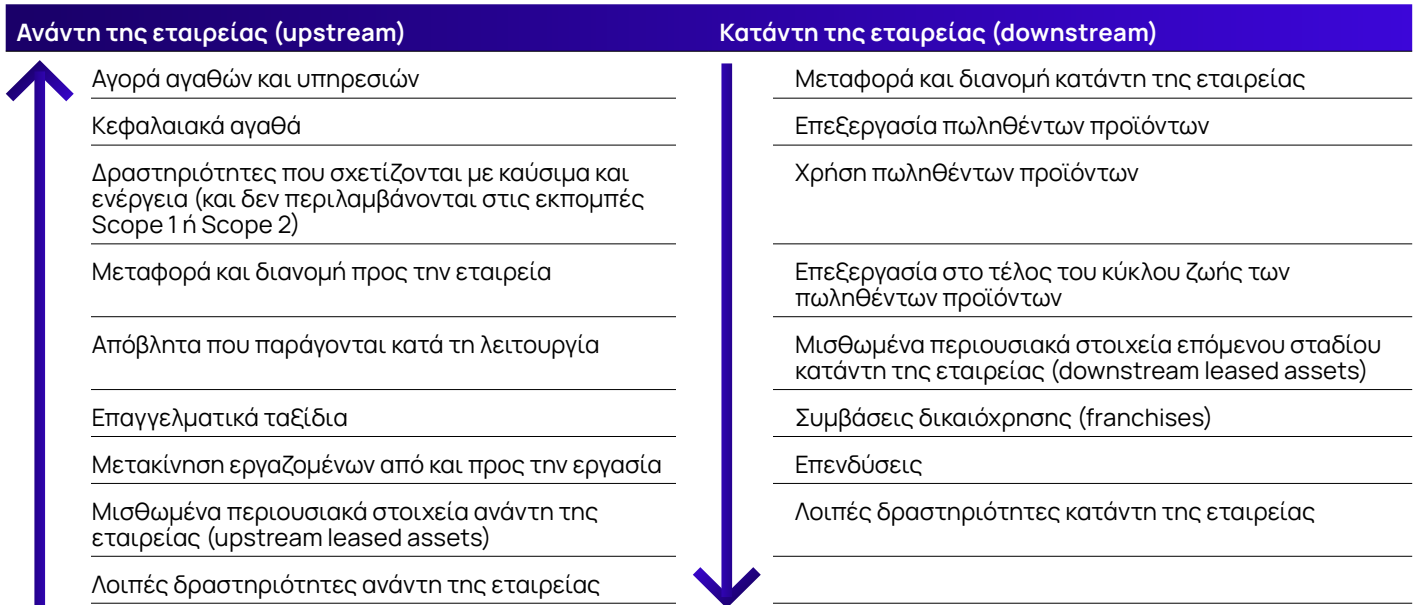 Ανάντη της εταιρείας (upstream)
Αγορά αγαθών και υπηρεσιών
Κεφαλαιακά αγαθά
Δραστηριότητες που σχετίζονται με καύσιμα και
ενέργεια (και δεν περιλαμβάνονται στις εκπομπές
Scope 1 ή Scope 2)
Μεταφορά και διανομή προς την εταιρεία
Απόβλητα που παράγονται κατά τη λειτουργία
Επαγγελματικά ταξίδια
Μετακίνηση εργαζομένων από και προς την εργασία
Μισθωμένα περιουσιακά στοιχεία ανάντη της
εταιρείας (upstream leased assets)
Λοιπές δραστηριότητες ανάντη της εταιρείας
Κατάντη της εταιρείας (downstream)
Μεταφορά και διανομή κατάντη της εταιρείας
Επεξεργασία πωληθέντων προϊόντων
Χρήση πωληθέντων προϊόντων
Επεξεργασία στο τέλος του κύκλου ζωής των
πωληθέντων προϊόντων
Μισθωμένα περιουσιακά στοιχεία επόμενου σταδίου
κατάντη της εταιρείας (downstream leased assets)
Συμβάσεις δικαιόχρησης (franchises)
Επενδύσεις
Λοιπές δραστηριότητες κατάντη της εταιρείας